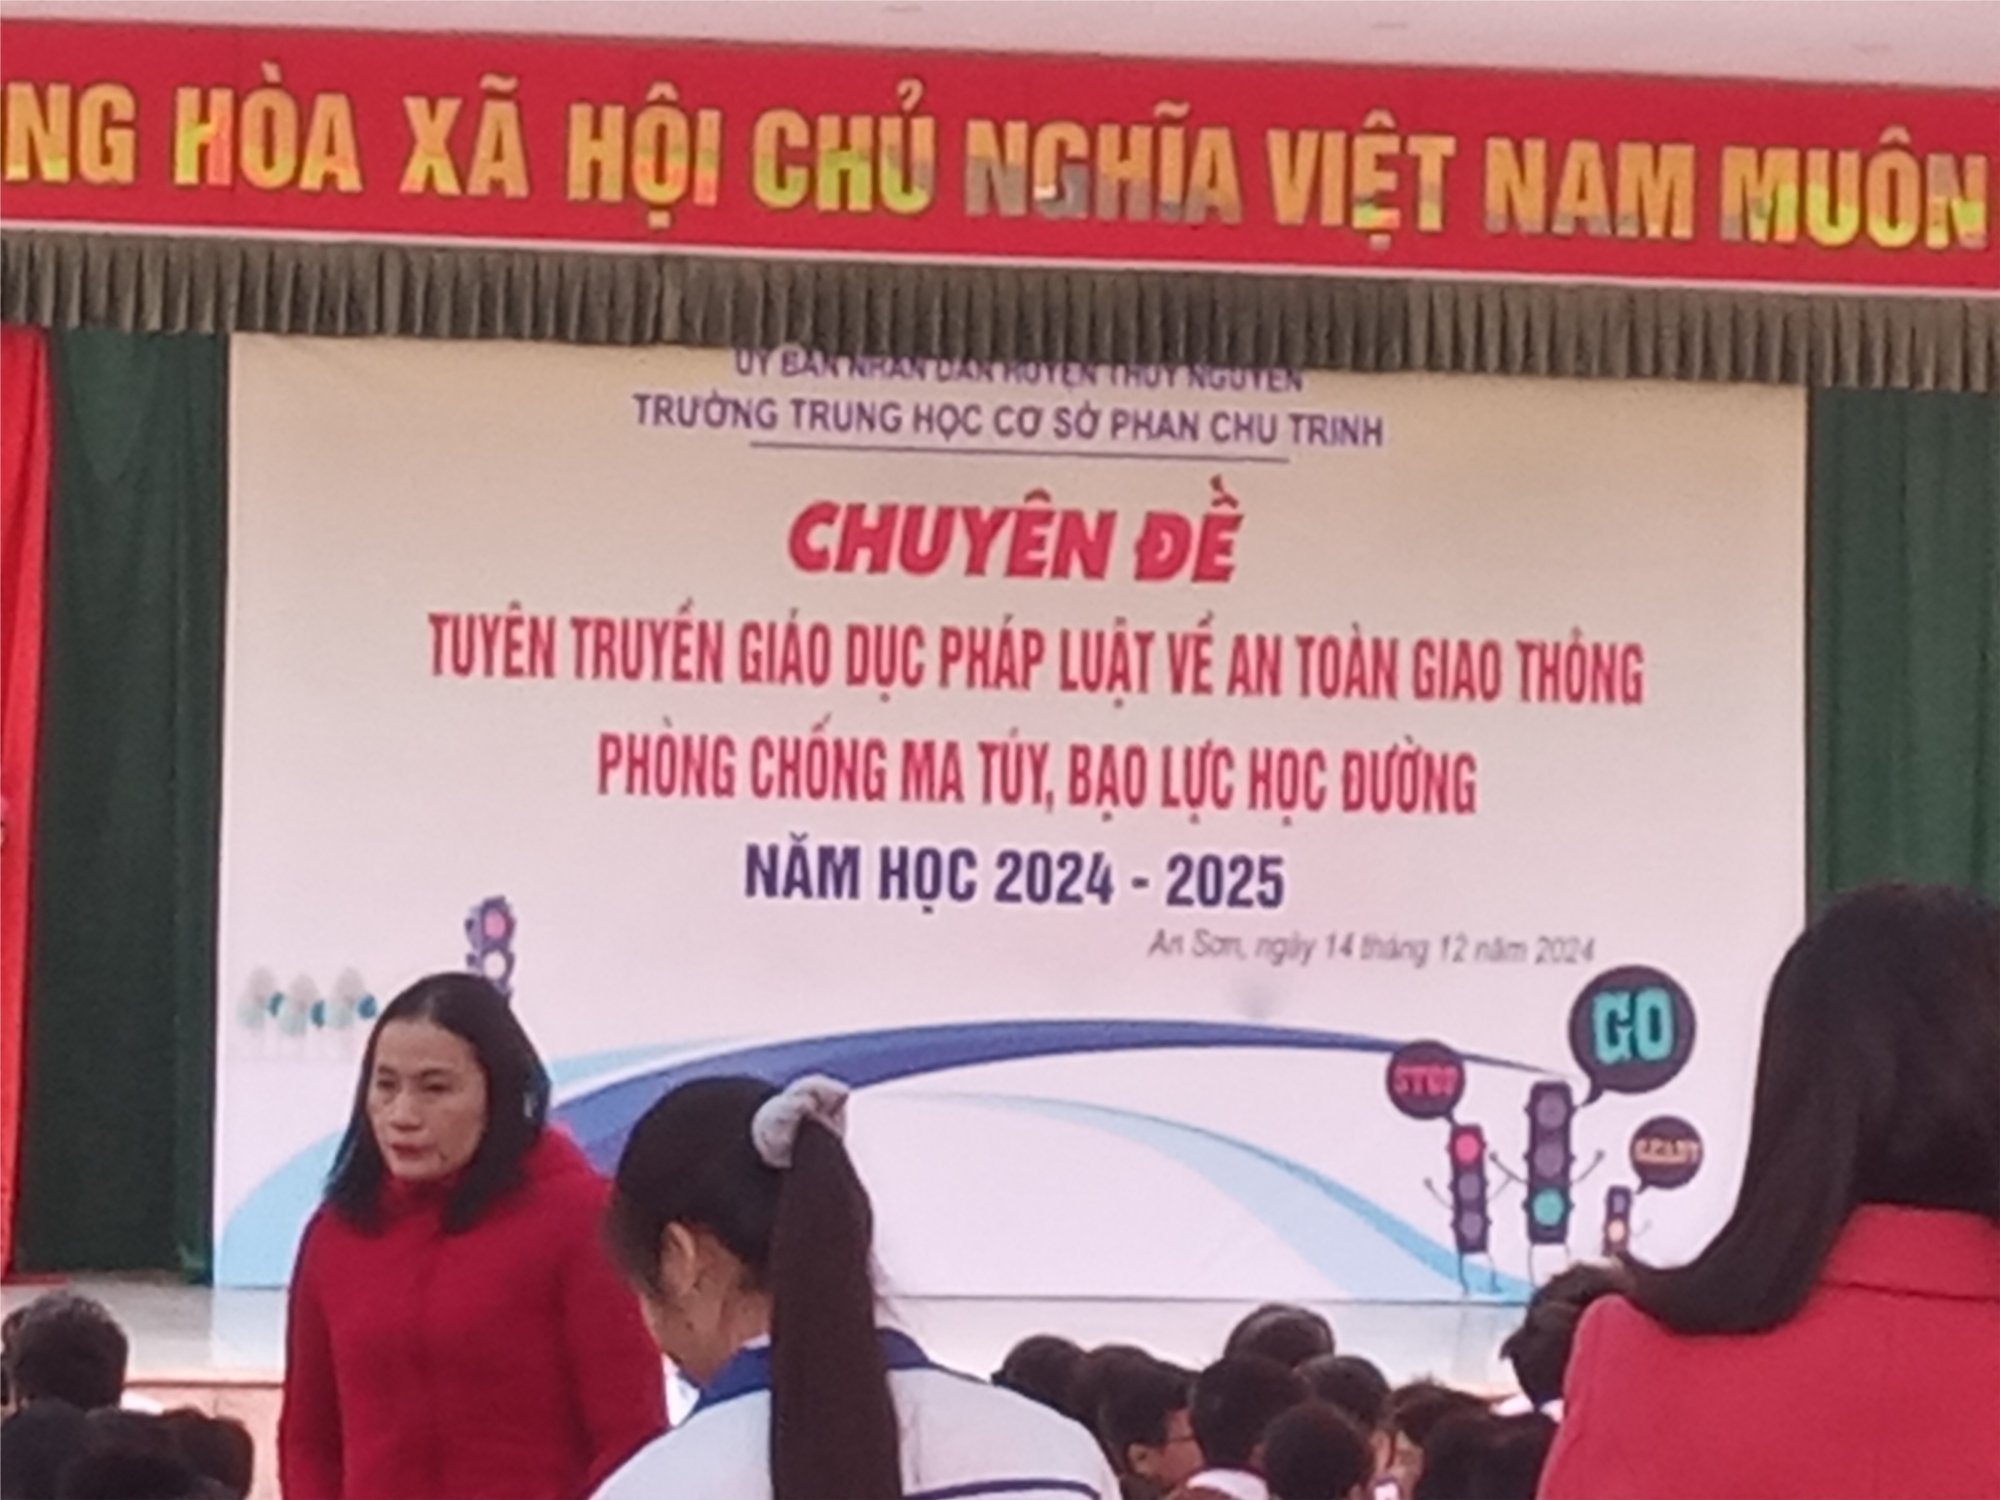 NG HÒA XÃ HỘI CHỦ NGHĨA VIỆT NAM MUÔN
ỦY BAN NHÂN DÂN HUYỆN THỦY NGUYÊN
TRƯỜNG TRUNG HỌC CƠ SỞ PHAN CHU TRINH
CHUYÊN ĐỀ
TUYÊN TRUYỀN GIÁO DỤC PHÁP LUẬT VỀ AN TOÀN GIAO THÔNG
PHÒNG CHỐNG MA TÚY, BẠO LỰC HỌC ĐƯỜNG
NĂM HỌC 2024 - 2025
An Sơn, ngày 14 tháng 12 năm 2024
GO
STOP